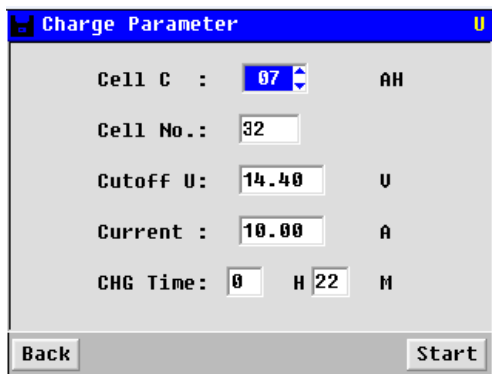 Charge Parameter U
Cell C : 07 AH
Cell No.: 32
Cutoff U: 14.40 V
Current : 10.00 A
CHG Time: 0 H 22 M
Back Start